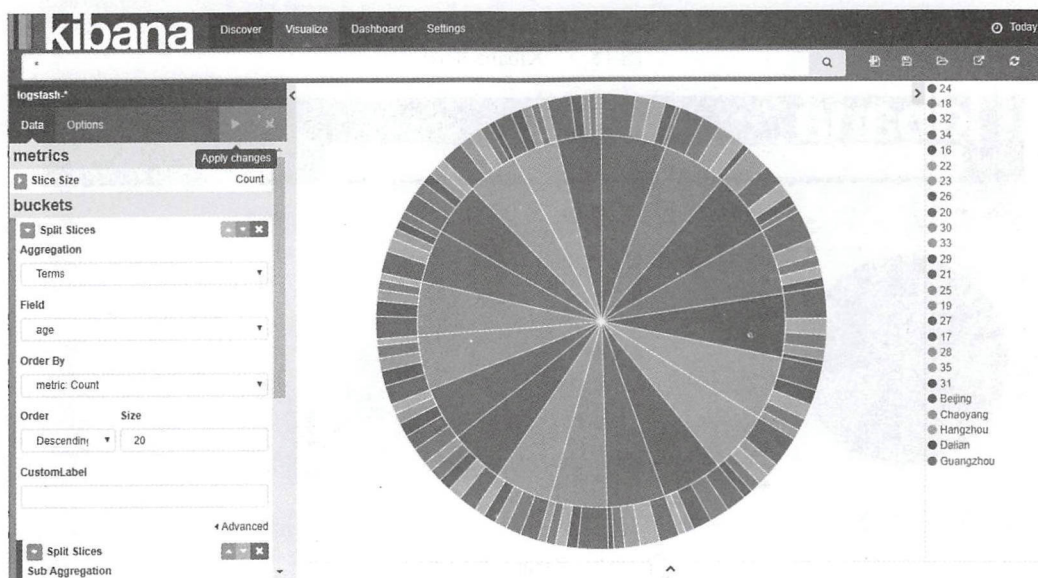 kibana Discover Visualize Dashboard Settings Today
*
logstash-*
Data Options
Apply changes
metrics
Slice Size Count
buckets
Split Slices
Aggregation
Terms
Field
age
Order By
metric: Count
Order Size
Descending 20
CustomLabel
Advanced
Split Slices
Sub Aggregation
24
18
32
34
16
22
23
26
20
30
33
29
21
25
19
27
17
28
35
31
Beijing
Chaoyang
Hangzhou
Dalian
Guangzhou